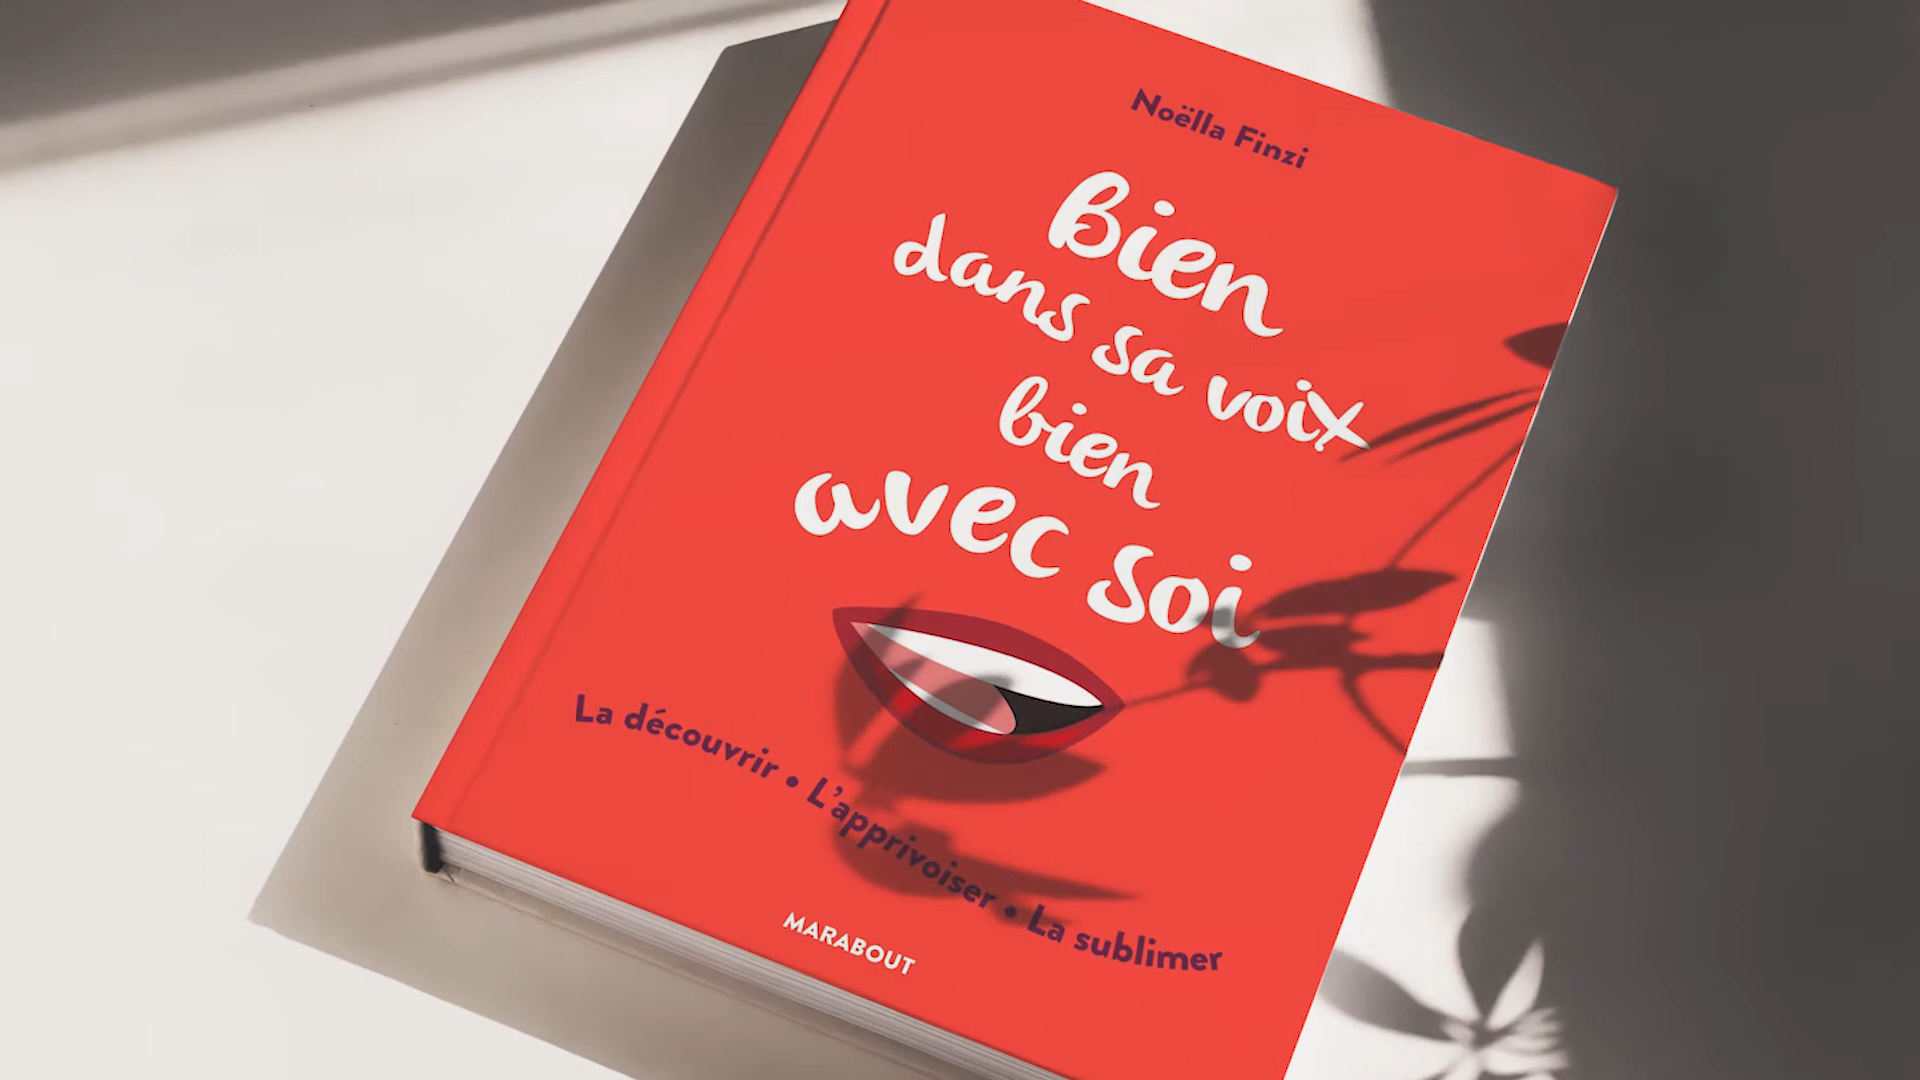 Noëlla Finzi
bien
dans sa voix
bien
avec soi
La découvrir • L'apprivoiser • La sublimer
MARABOUT